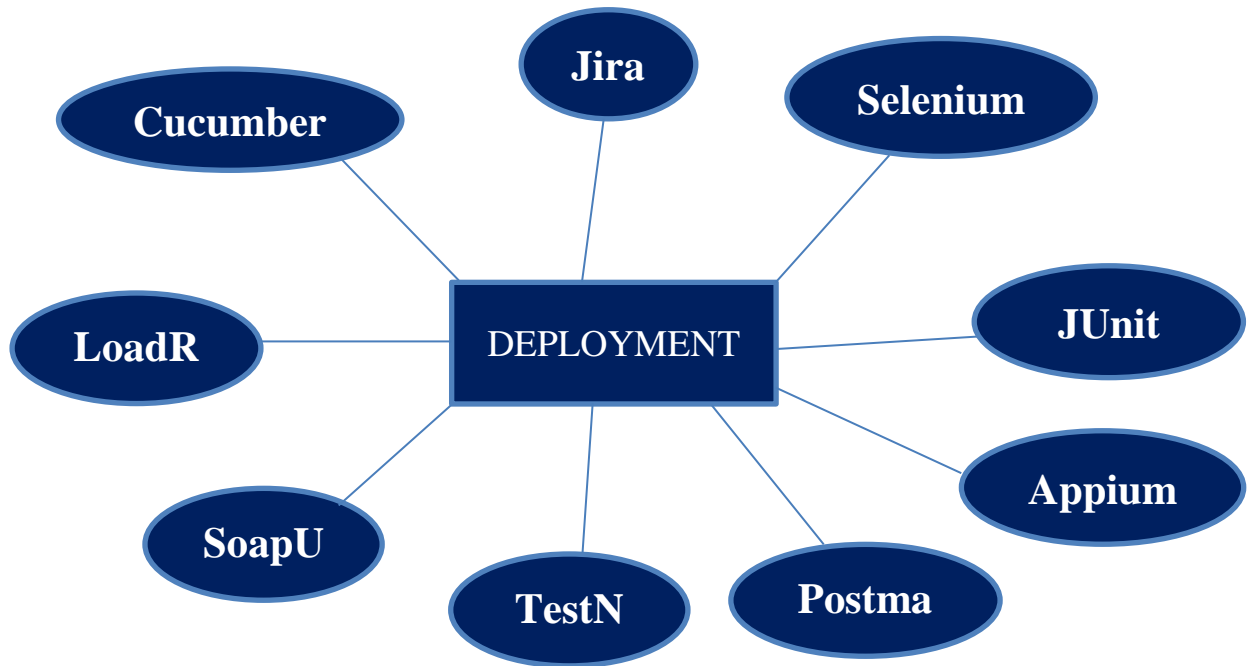 Jira
Selenium
Cucumber
JUnit
DEPLOYMENT
LoadR
Appium
SoapU
Postma
TestN